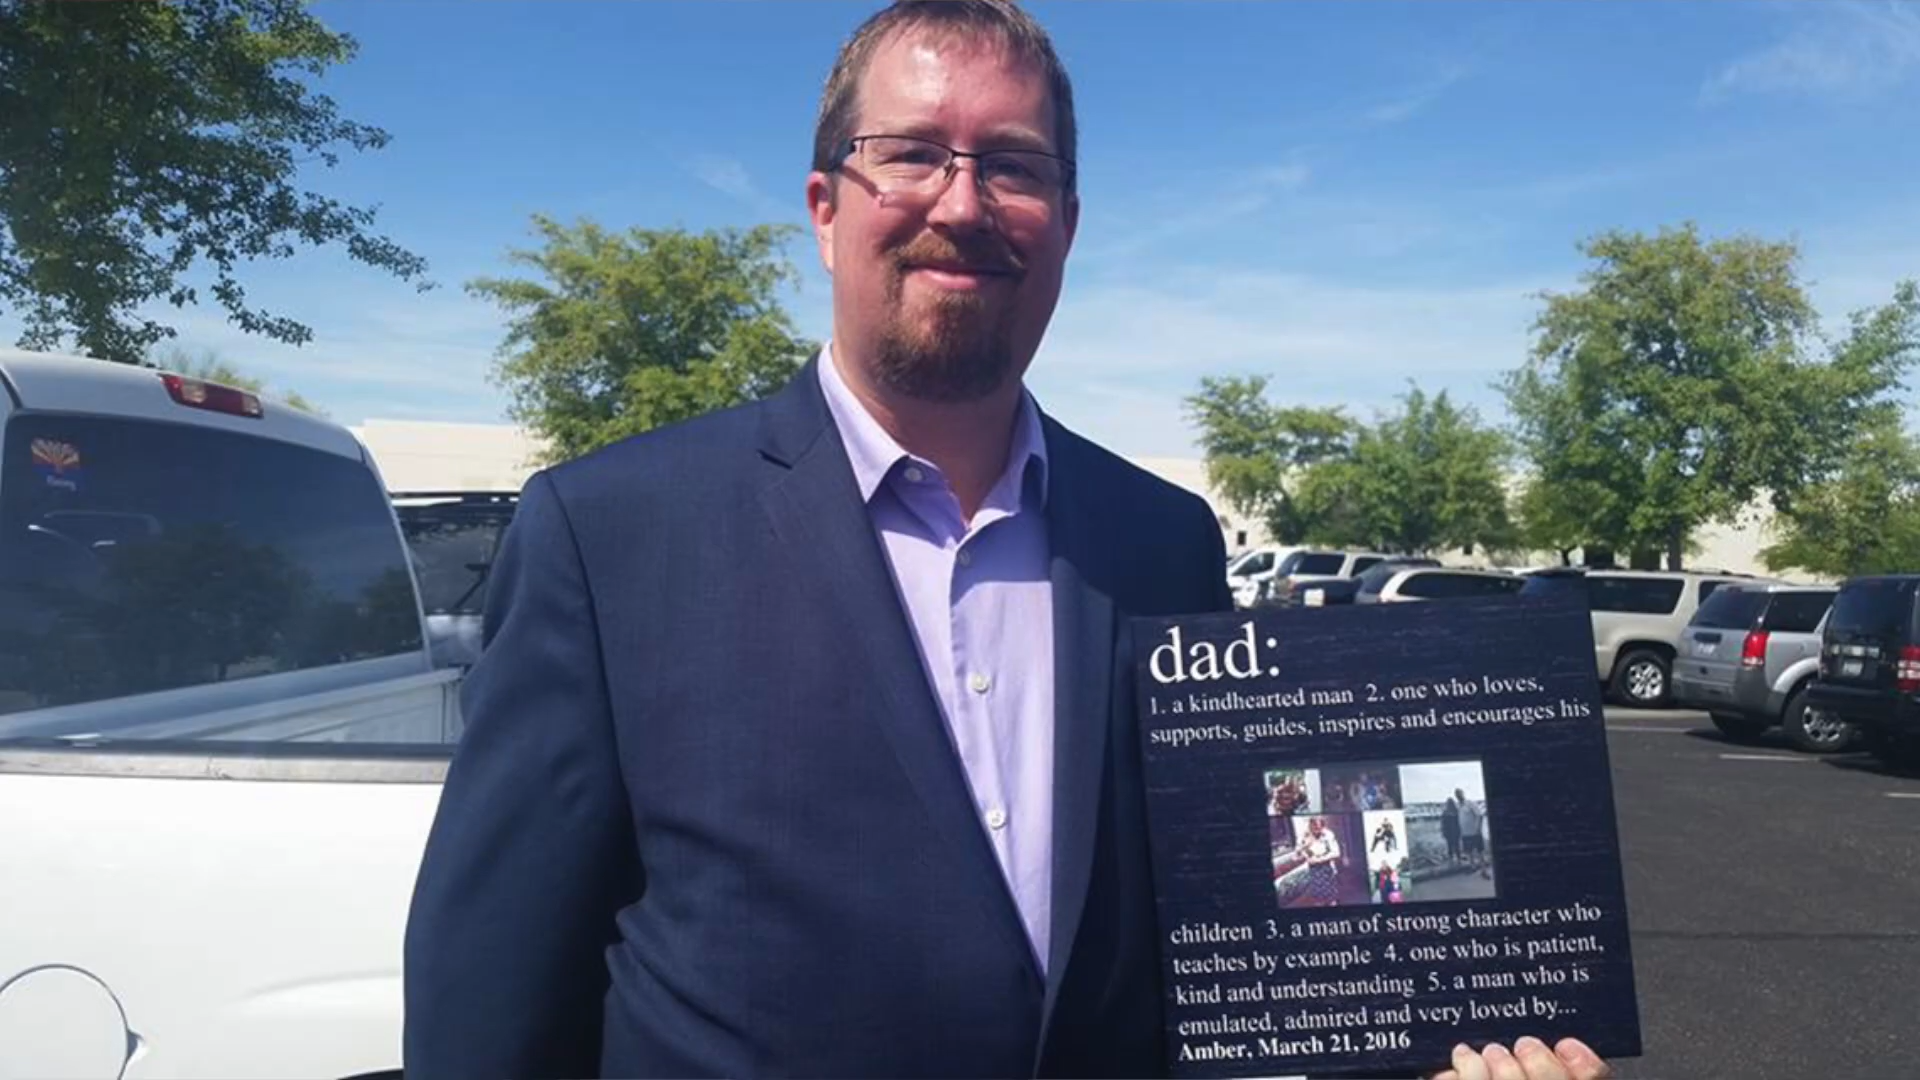 dad:
1. a kindhearted man 2. one who loves,
supports, guides, inspires and encourages his
children 3. a man of strong character who
teaches by example 4. one who is patient,
kind and understanding 5. a man who is
emulated, admired and very loved by...
Amber, March 21, 2016